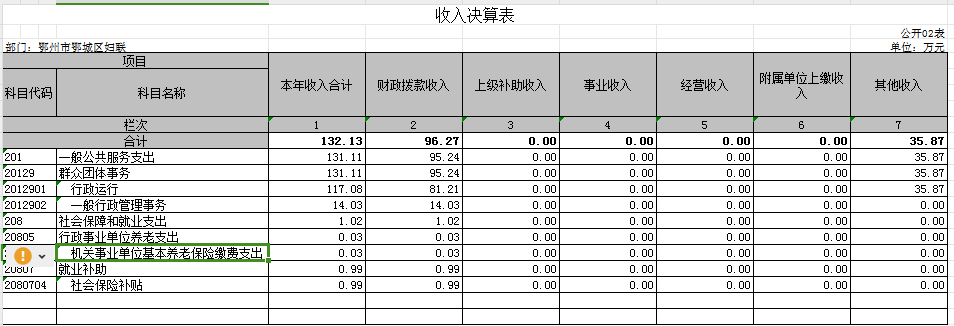 收入决算表
公开02表
部门：鄂州市鄂城区妇联 单位：万元
项目 本年收入合计 财政拨款收入 上级补助收入 事业收入 经营收入 附属单位上缴收入 其他收入
科目代码 科目名称
栏次 1 2 3 4 5 6 7
合计 132.13 96.27 0.00 0.00 0.00 0.00 35.87
201 一般公共服务支出 131.11 95.24 0.00 0.00 0.00 0.00 35.87
20129 群众团体事务 131.11 95.24 0.00 0.00 0.00 0.00 35.87
2012901 行政运行 117.08 81.21 0.00 0.00 0.00 0.00 35.87
2012902 一般行政管理事务 14.03 14.03 0.00 0.00 0.00 0.00 0.00
208 社会保障和就业支出 1.02 1.02 0.00 0.00 0.00 0.00 0.00
20805 行政事业单位养老支出 0.03 0.03 0.00 0.00 0.00 0.00 0.00
机关事业单位基本养老保险缴费支出 0.03 0.03 0.00 0.00 0.00 0.00 0.00
20807 就业补助 0.99 0.99 0.00 0.00 0.00 0.00 0.00
2080704 社会保险补贴 0.99 0.99 0.00 0.00 0.00 0.00 0.00